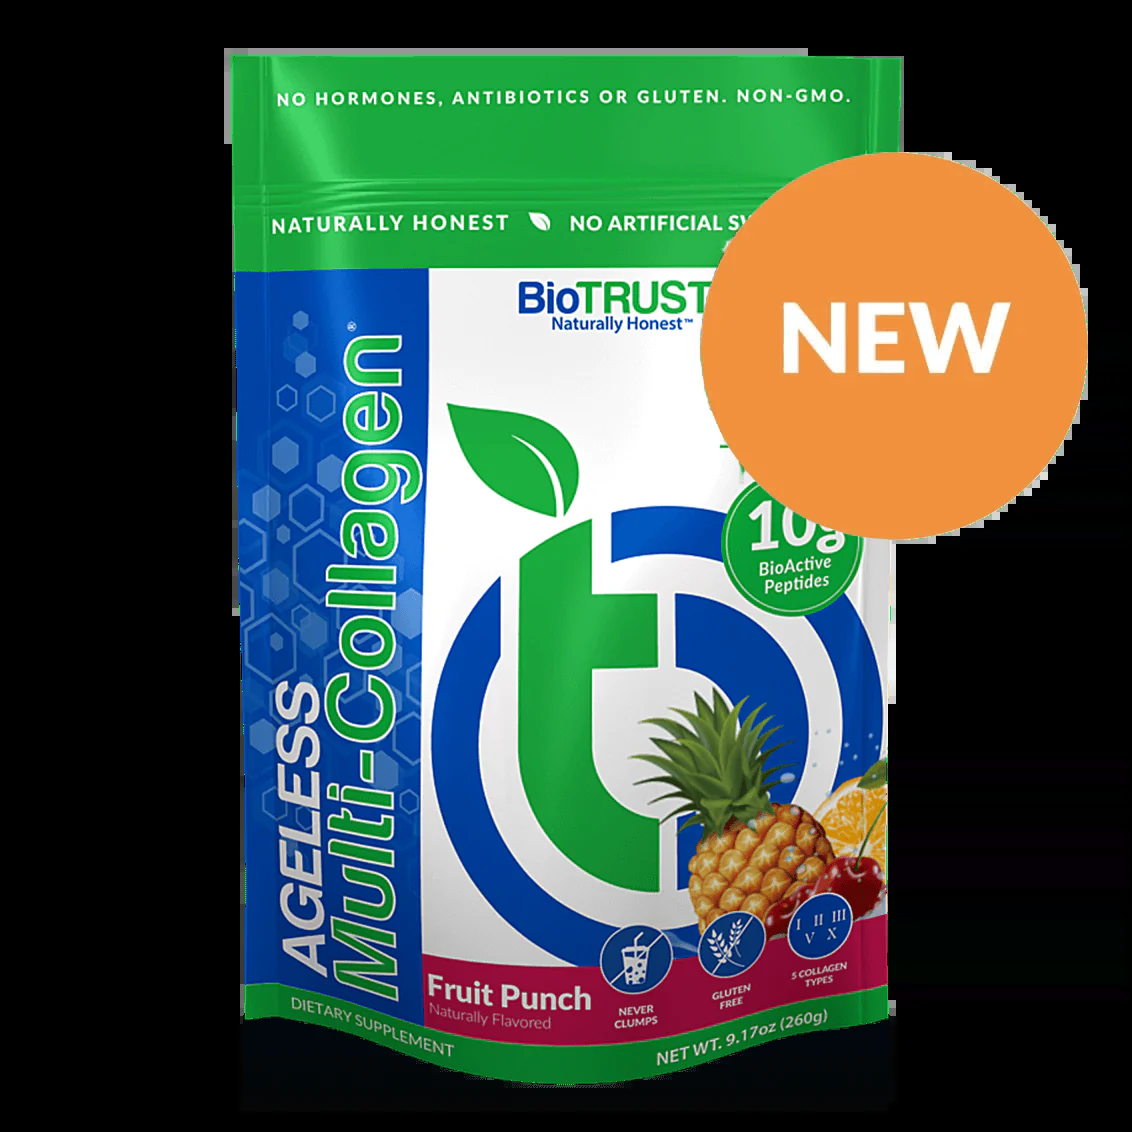 NO HORMONES, ANTIBIOTICS OR GLUTEN. NON-GMO.
NATURALLY HONEST NO ARTIFICIAL
BioTRUST
Naturally Honest™
NEW
AGELESS
Multi-Collagen®
10g
BioActive
Peptides
I II III
V X
5 COLLAGEN
TYPES
GLUTEN
FREE
NEVER
CLUMPS
Fruit Punch
Naturally Flavored
DIETARY SUPPLEMENT
NET WT. 9.17oz (260g)